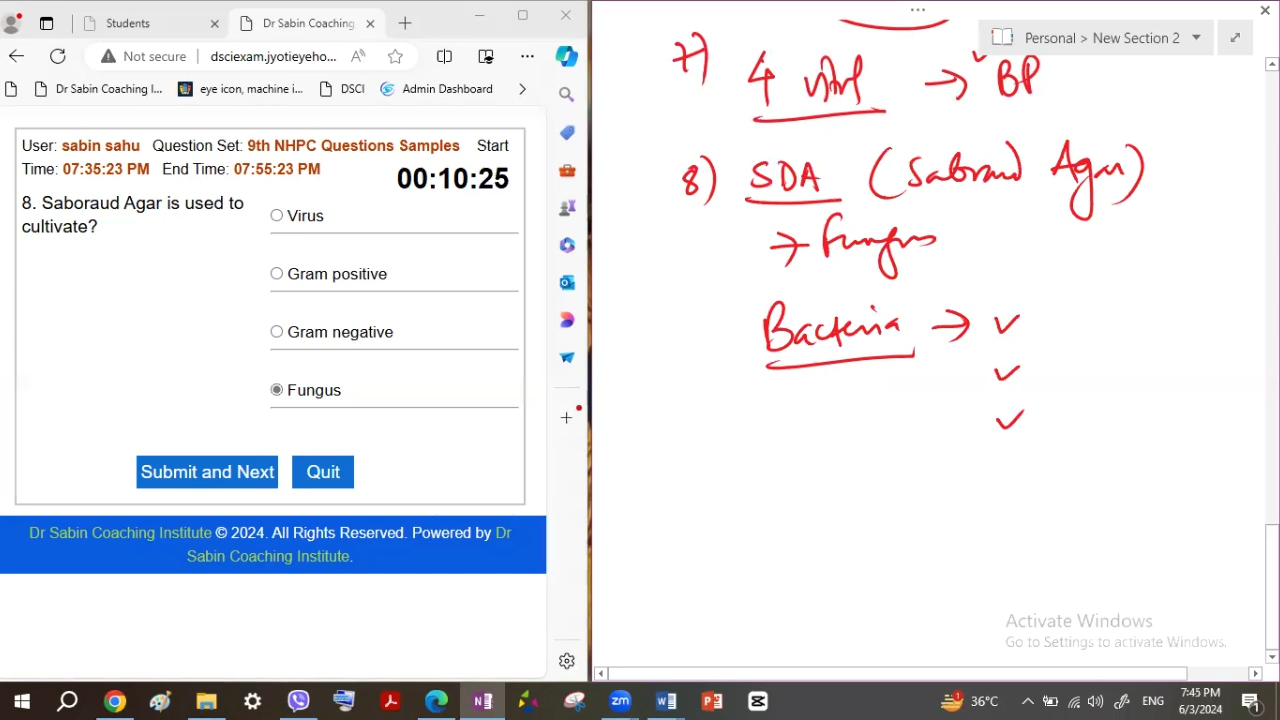 Students
Dr Sabin Coaching
Personal > New Section 2
Not secure
dsciexam.jyotieyeho...
Dr Sabin Coaching I...
eye icon, machine i...
DSCI
Admin Dashboard
User: sabin sahu Question Set: 9th NHPC Questions Samples Start
Time: 07:35:23 PM End Time: 07:55:23 PM
00:10:25
8. Saboraud Agar is used to
cultivate?
Virus
Gram positive
Gram negative
Fungus
Submit and Next
Quit
Dr Sabin Coaching Institute © 2024. All Rights Reserved. Powered by Dr
Sabin Coaching Institute.
7)
4 → BP
8) SDA (Sabraud Agar)
→ Fungus
Bacteria → ✓
✓
✓
Activate Windows
Go to Settings to activate Windows.
36°C
ENG
7:45 PM
6/3/2024